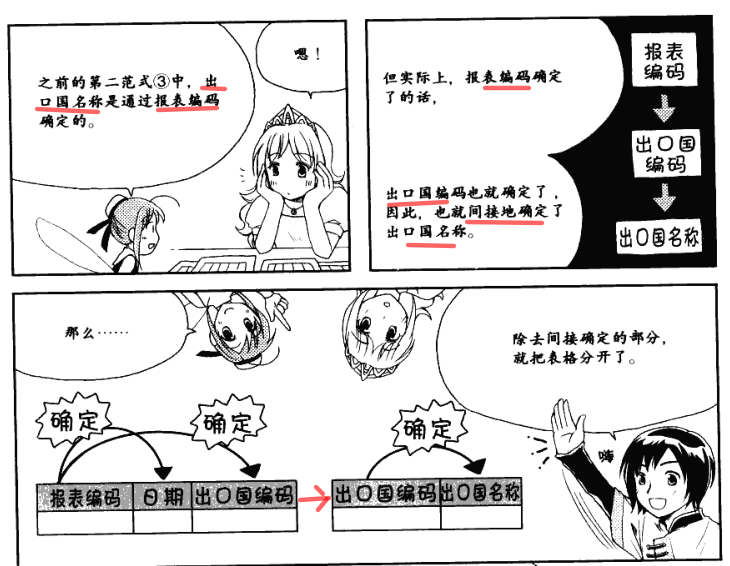 嗯！
之前的第二范式③中，出
口国名称是通过报表编码
确定的。
但实际上，报表编码确定
了的话，
出口国编码也就确定了，
因此，也就间接地确定了
出口国名称。
报表
编码
出口国
编码
出口国名称
那么……
除去间接确定的部分，
就把表格分开了。
嗨
确定
确定
确定
报表编码 日期 出口国编码
出口国编码 出口国名称